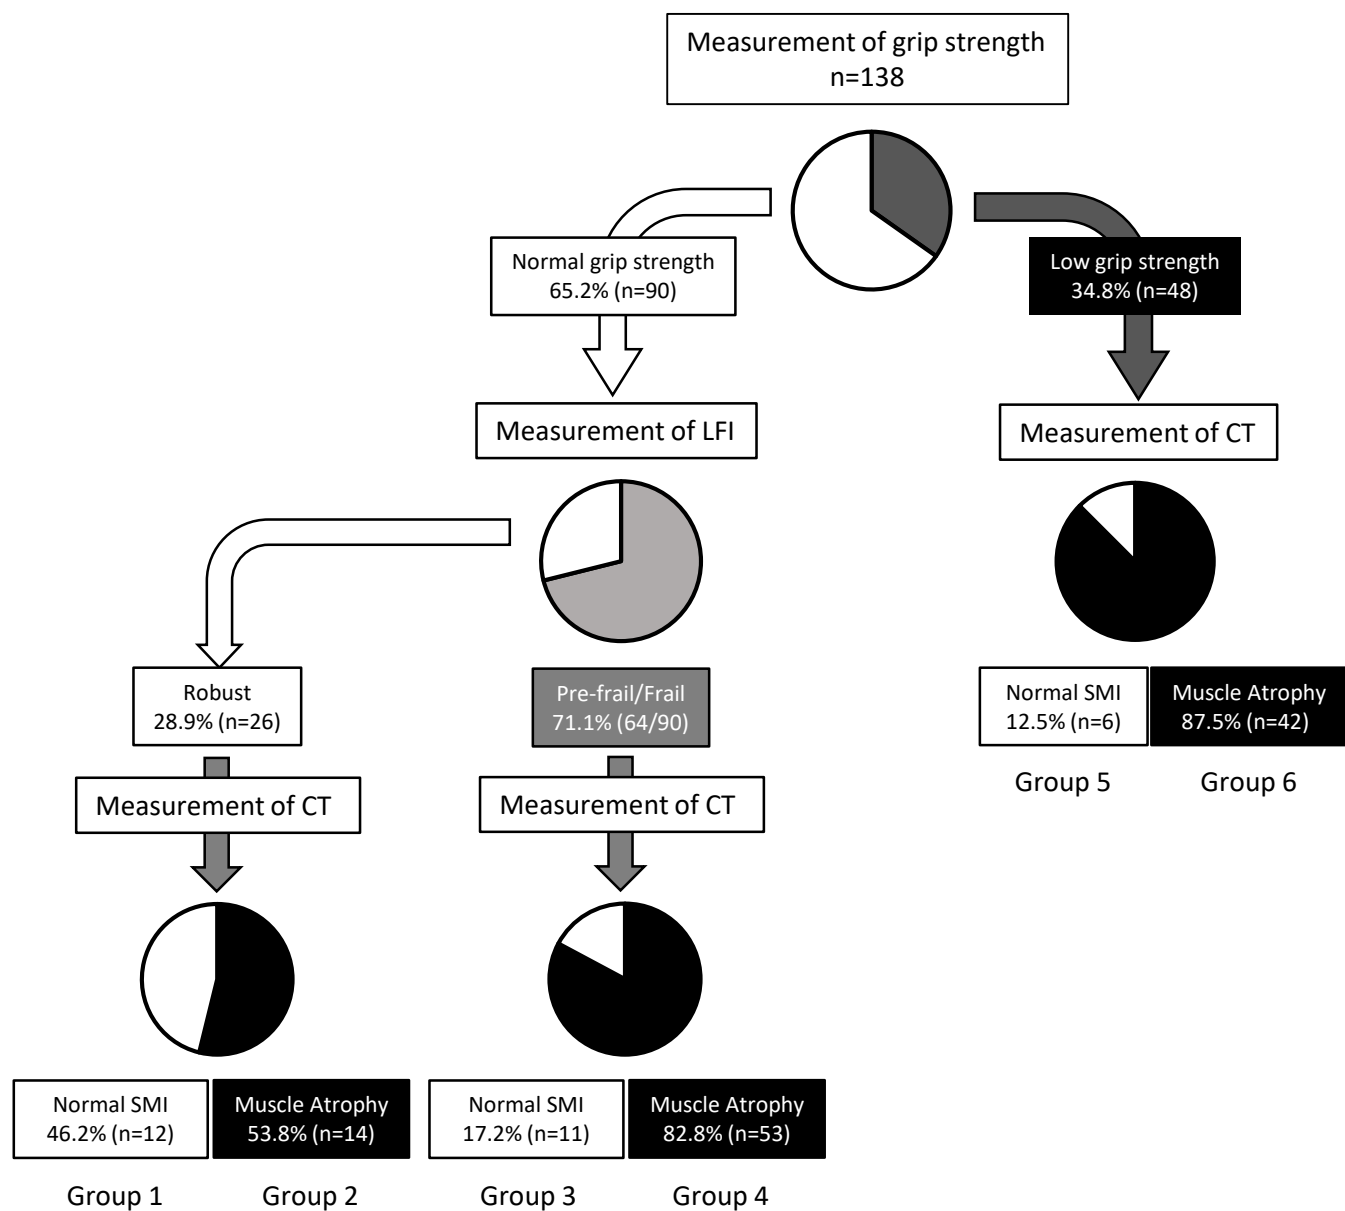 Measurement of grip strength
n=138
Normal grip strength
65.2% (n=90)
Low grip strength
34.8% (n=48)
Measurement of LFI
Measurement of CT
Robust
28.9% (n=26)
Pre-frail/Frail
71.1% (64/90)
Normal SMI
12.5% (n=6)
Muscle Atrophy
87.5% (n=42)
Group 5
Group 6
Measurement of CT
Measurement of CT
Normal SMI
46.2% (n=12)
Muscle Atrophy
53.8% (n=14)
Normal SMI
17.2% (n=11)
Muscle Atrophy
82.8% (n=53)
Group 1
Group 2
Group 3
Group 4